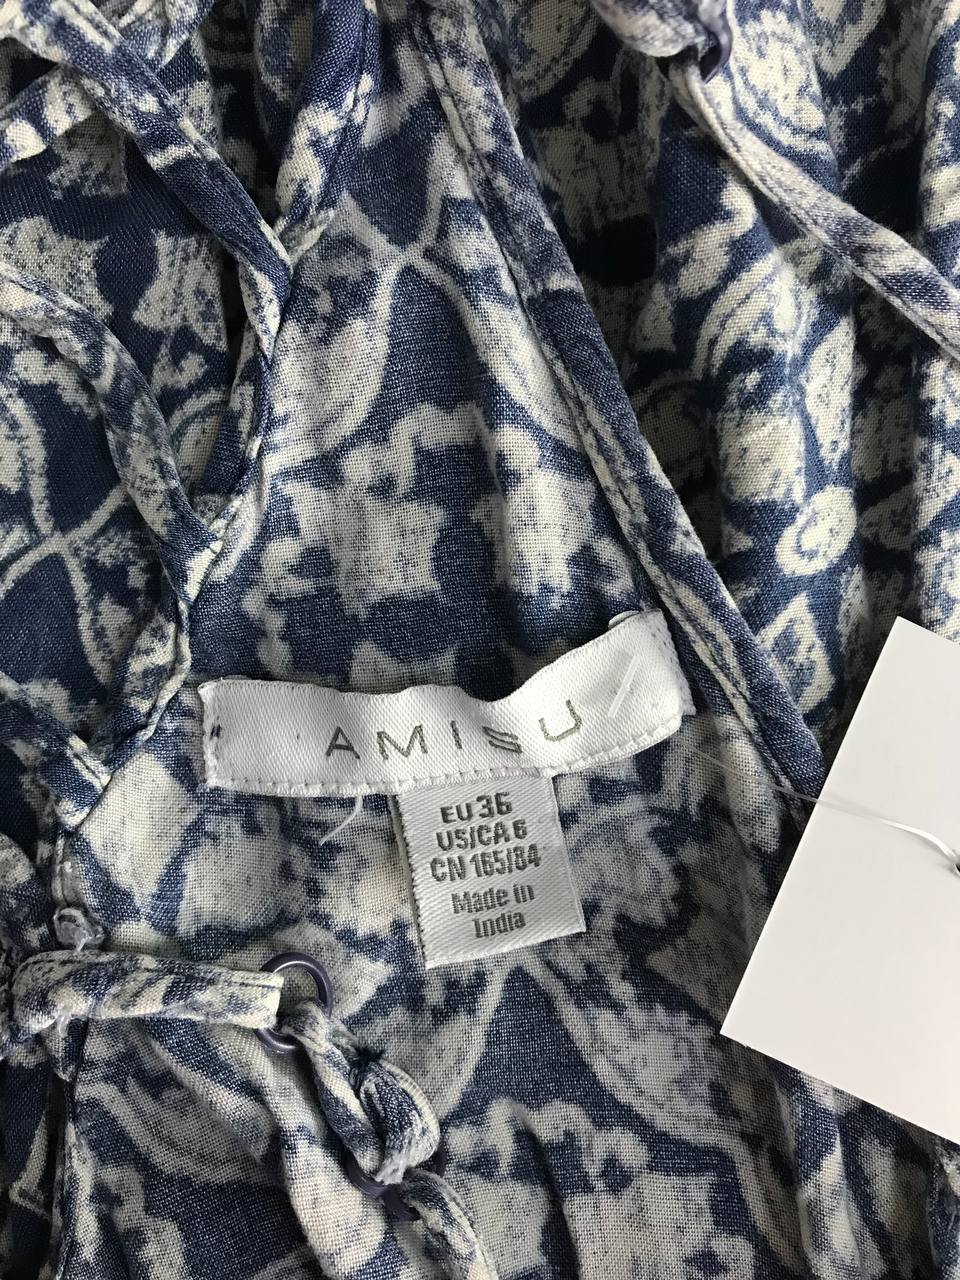 AMISU
EU 36
US/CA 6
CN 165/84
Made in
India